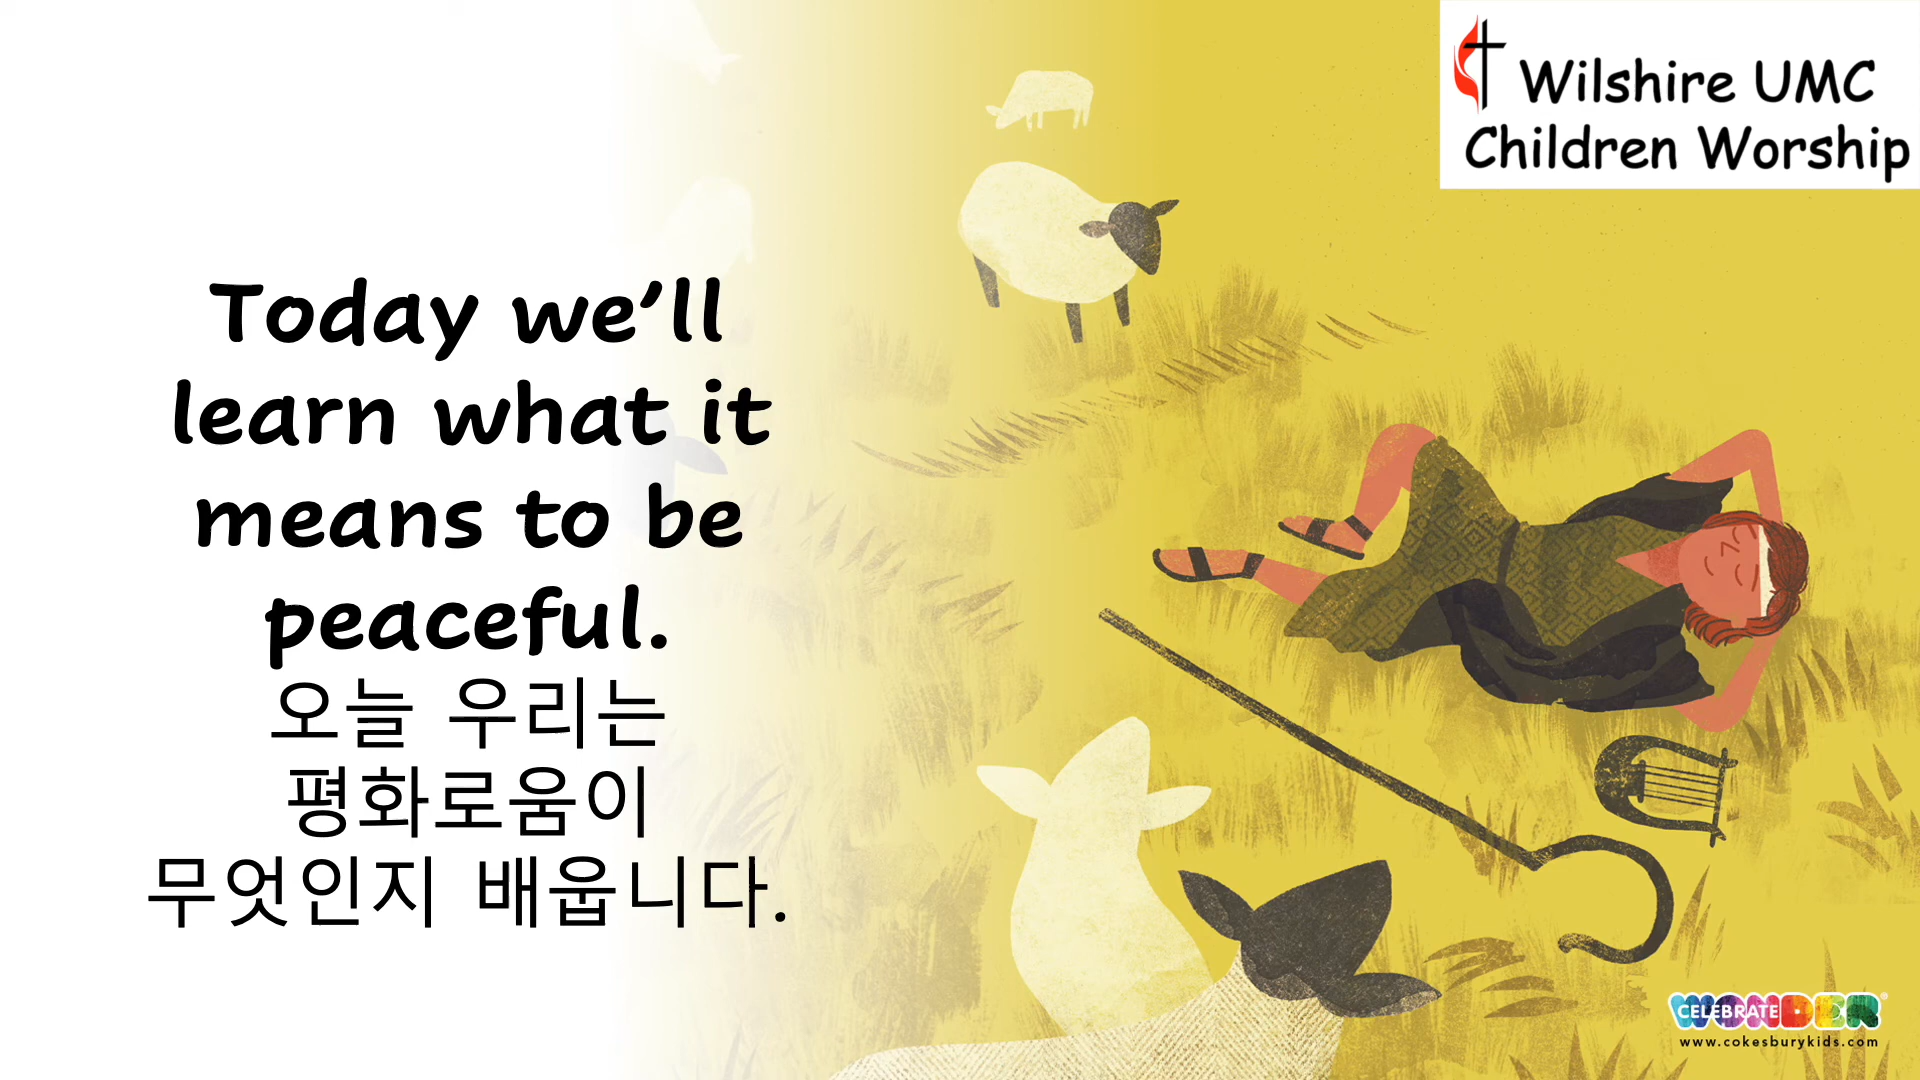 Wilshire UMC
Children Worship
Today we’ll
learn what it
means to be
peaceful.
오늘 우리는
평화로움이
무엇인지 배웁니다.
CELEBRATE WONDER®
www.cokesburykids.com